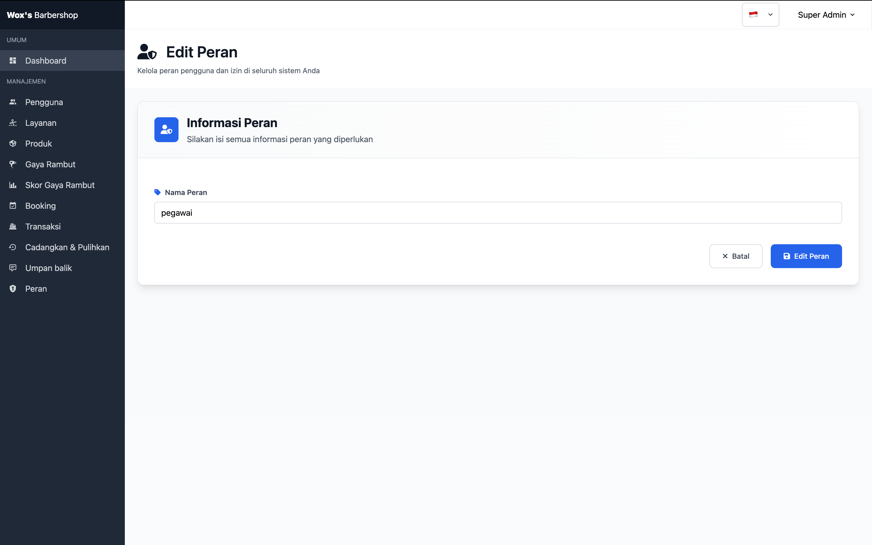 Wox's Barbershop
Super Admin
UMUM
Dashboard
MANAJEMEN
Pengguna
Layanan
Produk
Gaya Rambut
Skor Gaya Rambut
Booking
Transaksi
Cadangkan & Pulihkan
Umpan balik
Peran
Edit Peran
Kelola peran pengguna dan izin di seluruh sistem Anda
Informasi Peran
Silakan isi semua informasi peran yang diperlukan
Nama Peran
pegawai
Batal
Edit Peran